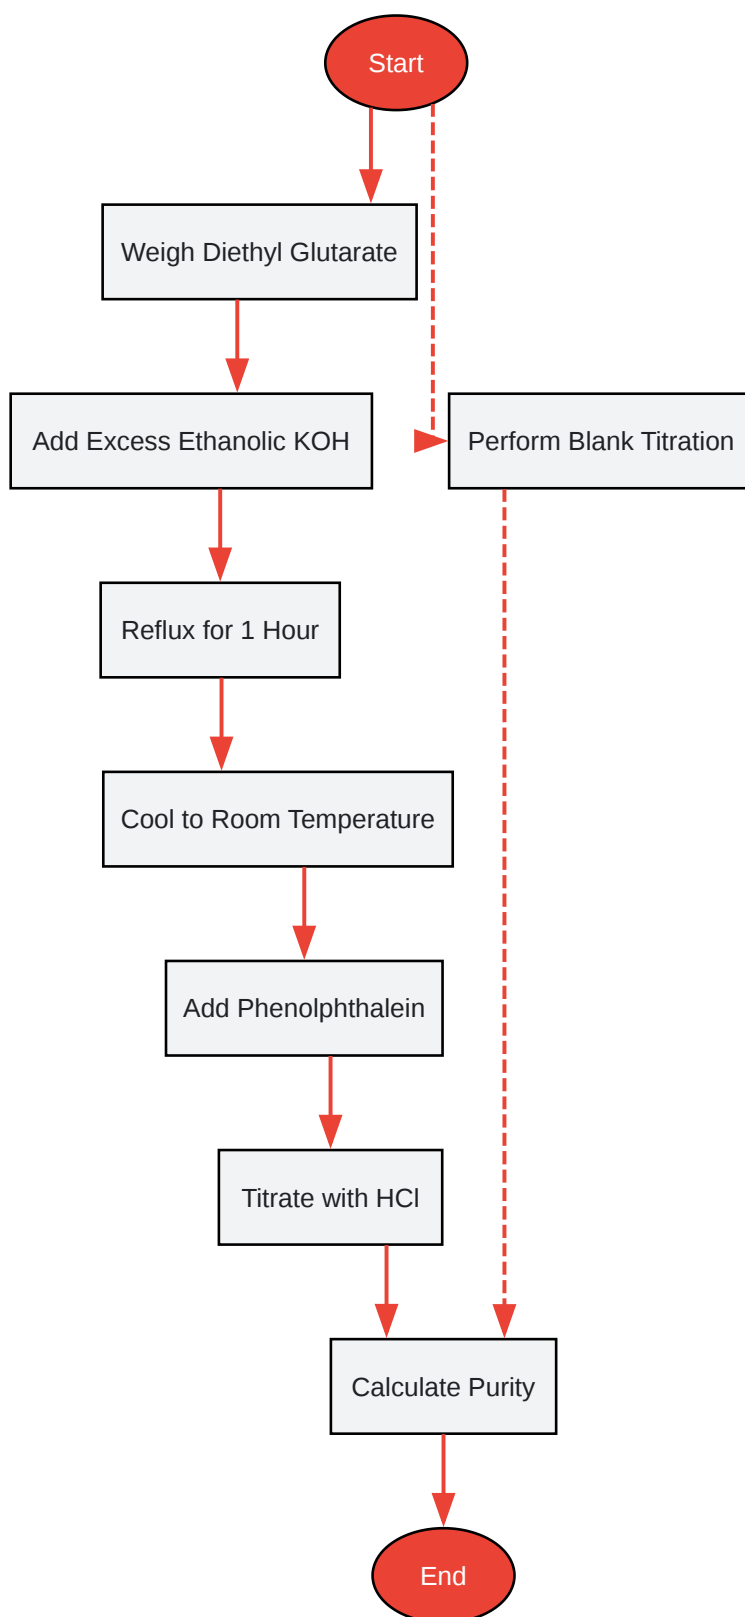 Start
Weigh Diethyl Glutarate
Add Excess Ethanolic KOH
Perform Blank Titration
Reflux for 1 Hour
Cool to Room Temperature
Add Phenolphthalein
Titrate with HCl
Calculate Purity
End